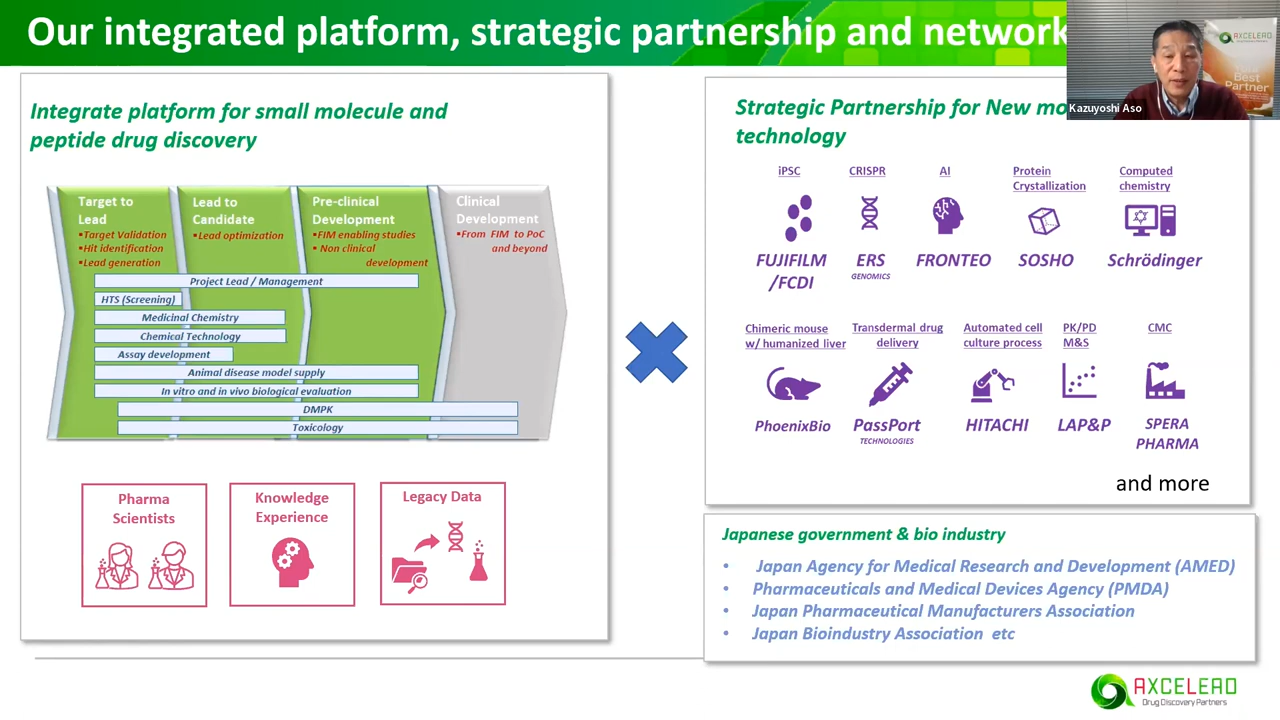 Our integrated platform, strategic partnership and network
AXCELEAD
Best
Partner
Kazuyoshi Aso
Integrate platform for small molecule and
peptide drug discovery
Target to
Lead
▪Target Validation
▪Hit identification
▪Lead generation
Lead to
Candidate
▪Lead optimization
Pre-clinical
Development
▪FIM enabling studies
▪ Non clinical
development
Clinical
Development
▪From FIM to PoC
and beyond
Project Lead / Management
HTS (Screening)
Medicinal Chemistry
Chemical Technology
Assay development
Animal disease model supply
In vitro and in vivo biological evaluation
DMPK
Toxicology
Pharma
Scientists
Knowledge
Experience
Legacy Data
Strategic Partnership for New mo
technology
iPSC
FUJIFILM
/FCDI
CRISPR
ERS
GENOMICS
AI
FRONTEO
Protein
Crystallization
SOSHO
Computed
chemistry
Schrödinger
Chimeric mouse
w/ humanized liver
PhoenixBio
Transdermal drug
delivery
PassPort
TECHNOLOGIES
Automated cell
culture process
HITACHI
PK/PD
M&S
LAP&P
CMC
SPERA
PHARMA
and more
Japanese government & bio industry
• Japan Agency for Medical Research and Development (AMED)
• Pharmaceuticals and Medical Devices Agency (PMDA)
• Japan Pharmaceutical Manufacturers Association
• Japan Bioindustry Association etc
AXCELEAD
Drug Discovery Partners